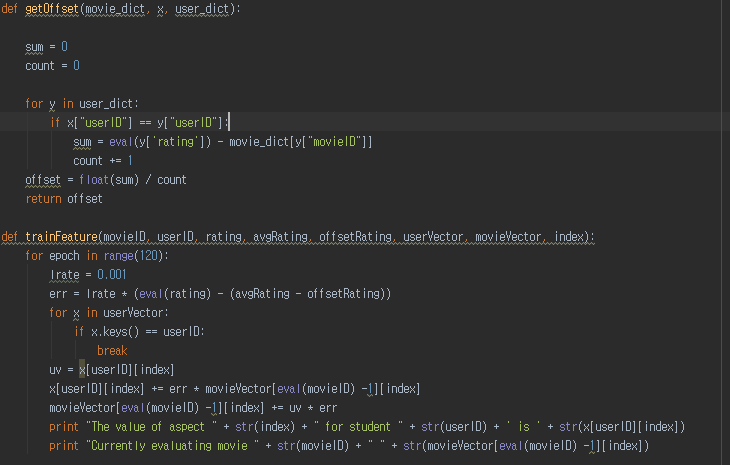 def getOffset(movie_dict, x, user_dict):
sum = 0
count = 0
for y in user_dict:
if x["userID"] == y["userID"]:
sum = eval(y['rating']) - movie_dict[y["movieID"]]
count += 1
offset = float(sum) / count
return offset
def trainFeature(movieID, userID, rating, avgRating, offsetRating, userVector, movieVector, index):
for epoch in range(120):
lrate = 0.001
err = lrate * (eval(rating) - (avgRating - offsetRating))
for x in userVector:
if x.keys() == userID:
break
uv = x[userID][index]
x[userID][index] += err * movieVector[eval(movieID) -1][index]
movieVector[eval(movieID) -1][index] += uv * err
print "The value of aspect " + str(index) + " for student " + str(userID) + ' is ' + str(x[userID][index])
print "Currently evaluating movie " + str(movieID) + " " + str(movieVector[eval(movieID) -1][index])